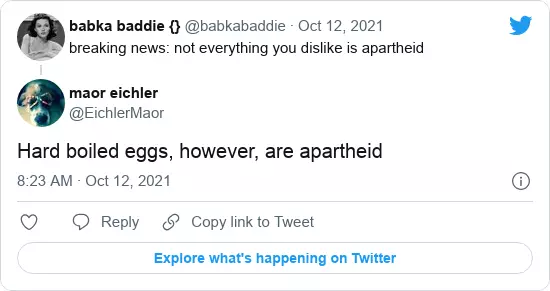 babka baddie {} @babkabaddie · Oct 12, 2021
breaking news: not everything you dislike is apartheid
maor eichler
@EichlerMaor
Hard boiled eggs, however, are apartheid
8:23 AM · Oct 12, 2021
Reply Copy link to Tweet
Explore what's happening on Twitter